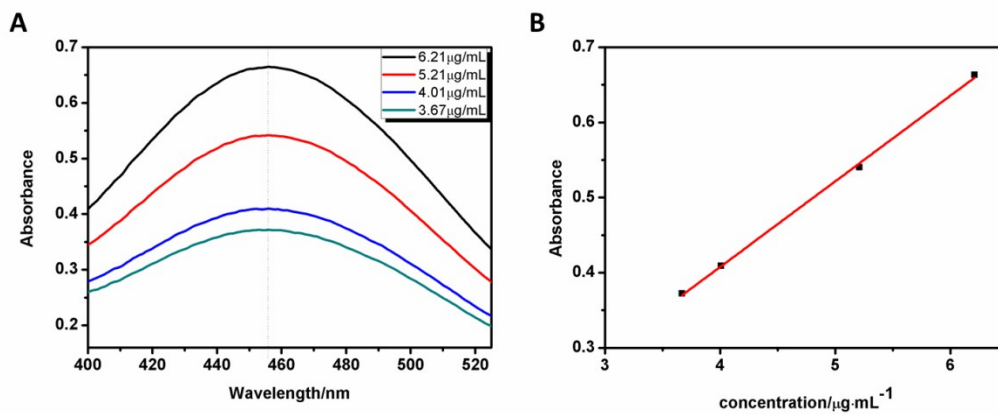 A
0.7
0.6
0.5
0.4
0.3
0.2
Absorbance
6.21μg/mL
5.21μg/mL
4.01μg/mL
3.67μg/mL
400 420 440 460 480 500 520
Wavelength/nm
B
0.7
0.6
0.5
0.4
0.3
Absorbance
3 4 5 6
concentration/μg·mL⁻¹